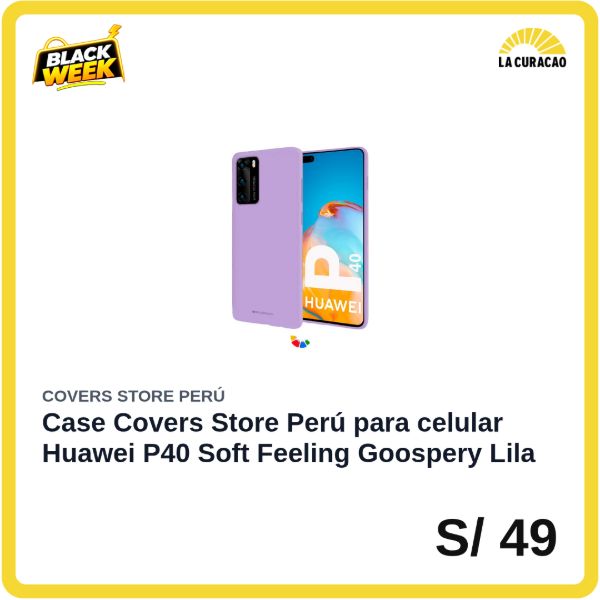 BLACK
WEEK
LA CURACAO
P
40
HUAWEI
COVERS STORE PERÚ
Case Covers Store Perú para celular
Huawei P40 Soft Feeling Goospery Lila
S/ 49